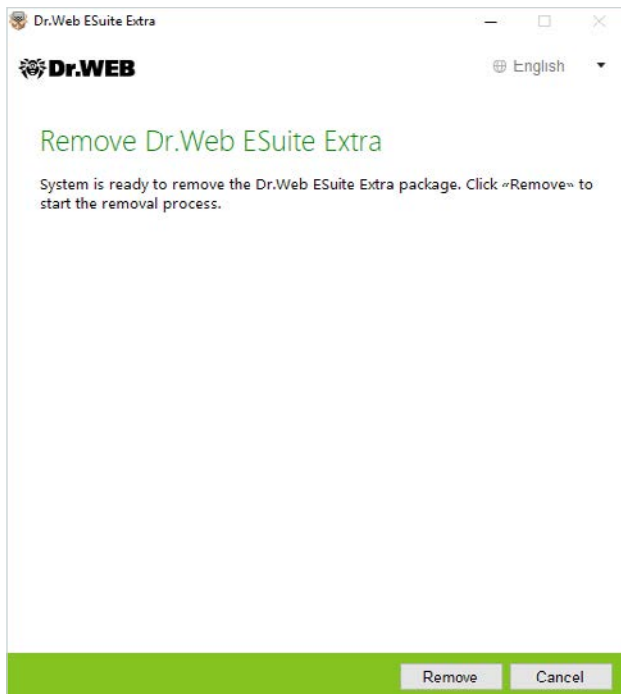 Dr.Web ESuite Extra
Dr.WEB
English
Remove Dr.Web ESuite Extra
System is ready to remove the Dr.Web ESuite Extra package. Click «Remove» to
start the removal process.
Remove
Cancel